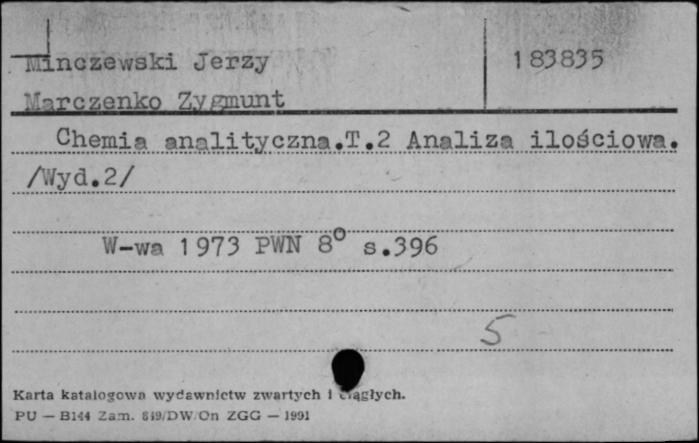 Minczewski Jerzy 183835
Marczenko Zygmunt
Chemia analityczna.T.2 Analiza ilościowa.
/Wyd.2/
W-wa 1973 PWN 8° s.396
5
Karta katalogowa wydawnictw zwartych i ciągłych.
PU — B144 Zam. 849/DW/On ZGG — 1991